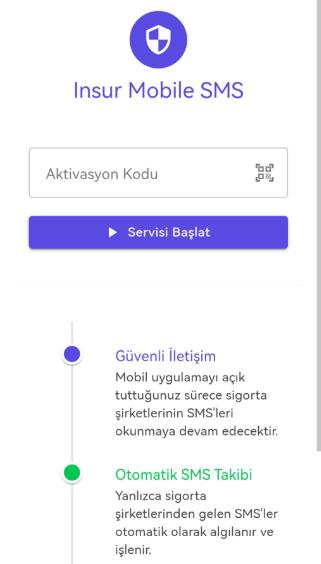 Insur Mobile SMS
Aktivasyon Kodu
Servisi Başlat
Güvenli İletişim
Mobil uygulamayı açık
tuttuğunuz sürece sigorta
şirketlerinin SMS'leri
okunmaya devam edecektir.
Otomatik SMS Takibi
Yanlızca sigorta
şirketlerinden gelen SMS'ler
otomatik olarak algılanır ve
işlenir.